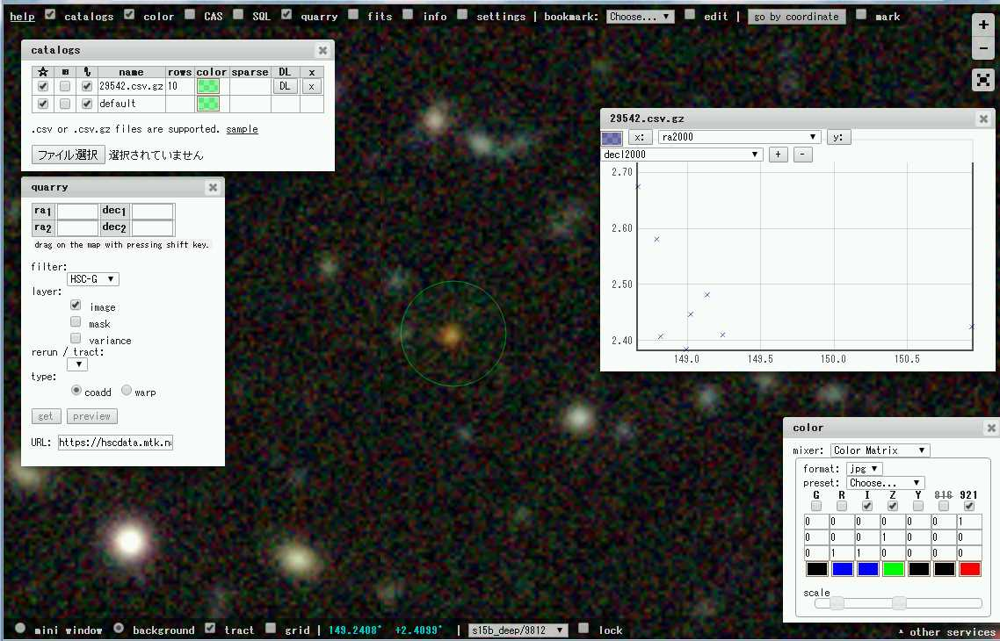 help catalogs color CAS SQL quarry fits info settings | bookmark: Choose... ▼ edit | go by coordinate mark
+
−
catalogs
name rows color sparse DL x
29542.csv.gz 10 DL x
default
.csv or .csv.gz files are supported. sample
ファイル選択 選択されていません
29542.csv.gz
x: ra2000 ▼ y:
decl2000 ▼ + -
2.70
2.60
2.50
2.40
149.0 149.5 150.0 150.5
quarry
ra1 dec1
ra2 dec2
drag on the map with pressing shift key.
filter:
HSC-G ▼
layer:
image
mask
variance
rerun / tract:
▼
type:
coadd warp
get preview
URL: https://hscdata.mtk.n
color
mixer: Color Matrix ▼
format: jpg ▼
preset: Choose... ▼
G R I Z Y 816 921
0 0 0 0 0 0 1
0 0 0 1 0 0 0
0 1 1 0 0 0 0
scale
mini window background tract grid | 149.2408° +2.4099° | s15b_deep/9812 ▼ lock
other services